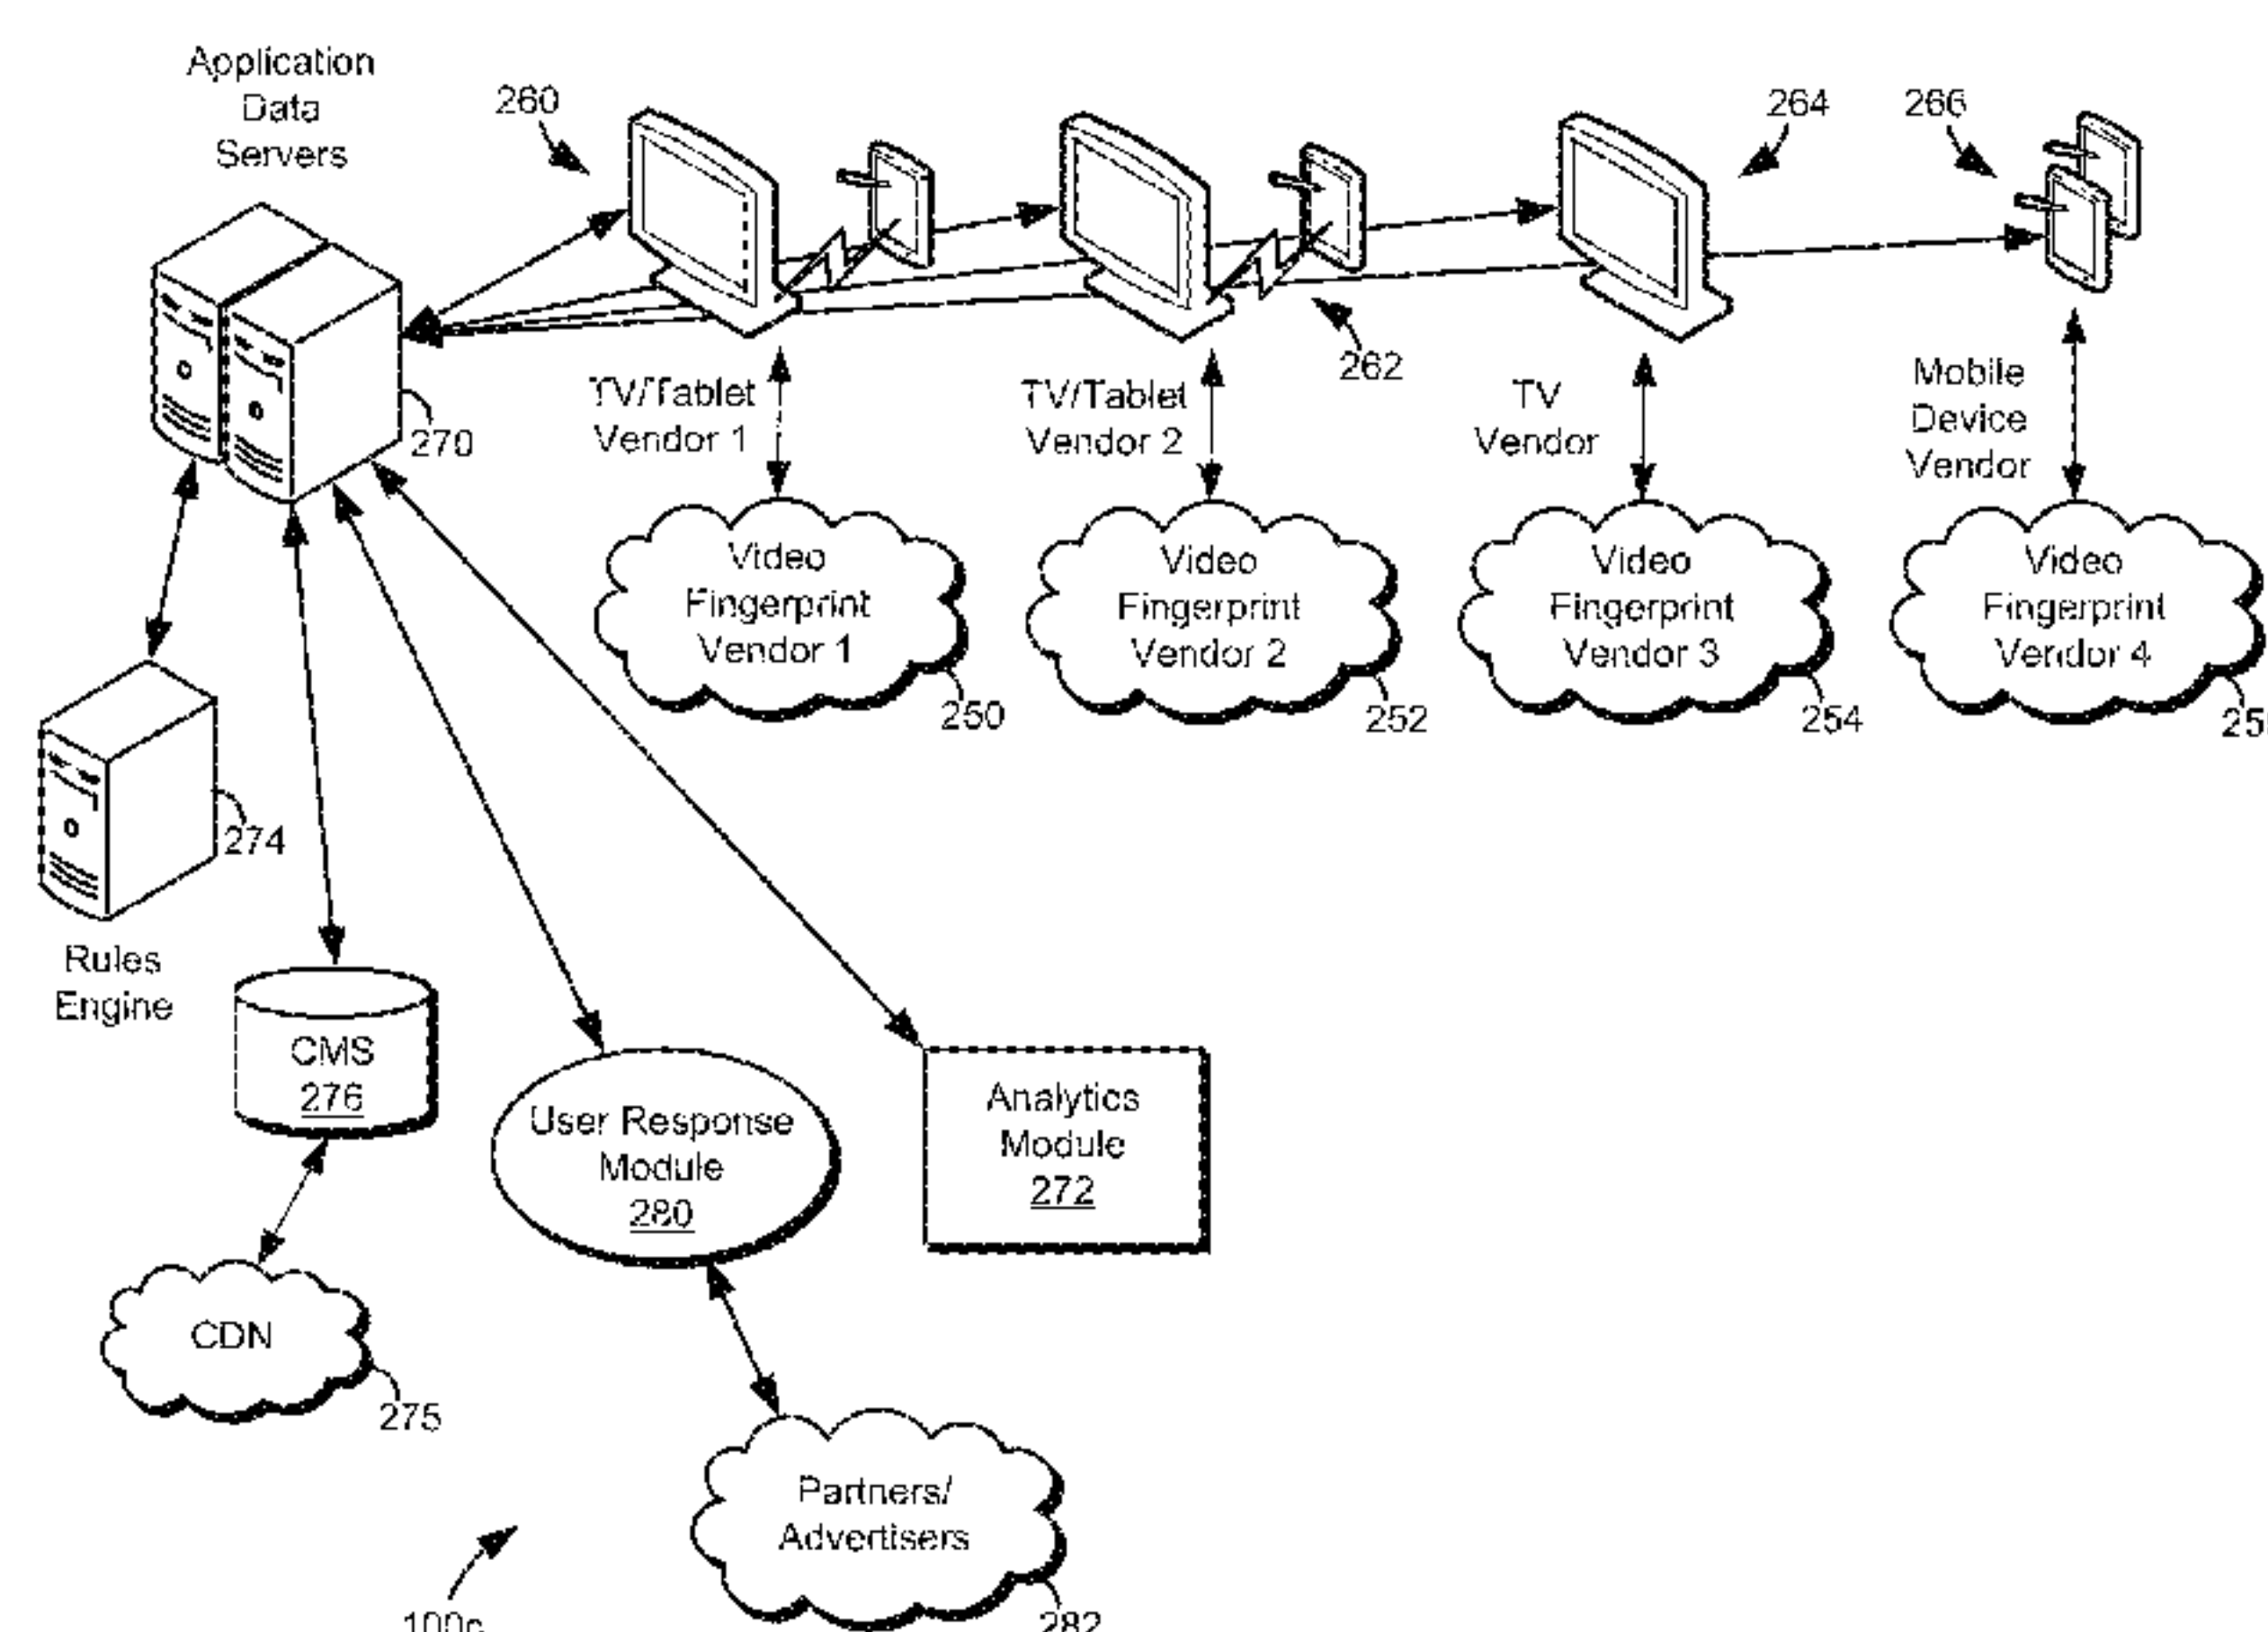 Application
Data
Servers
260
264
266
262
270
TV/Tablet
Vendor 1
TV/Tablet
Vendor 2
TV
Vendor
Mobile
Device
Vendor
Video
Fingerprint
Vendor 1
250
Video
Fingerprint
Vendor 2
252
Video
Fingerprint
Vendor 3
254
Video
Fingerprint
Vendor 4
25
274
Rules
Engine
CMS
276
User Response
Module
280
Analytics
Module
272
CDN
275
Partners/
Advertisers
282